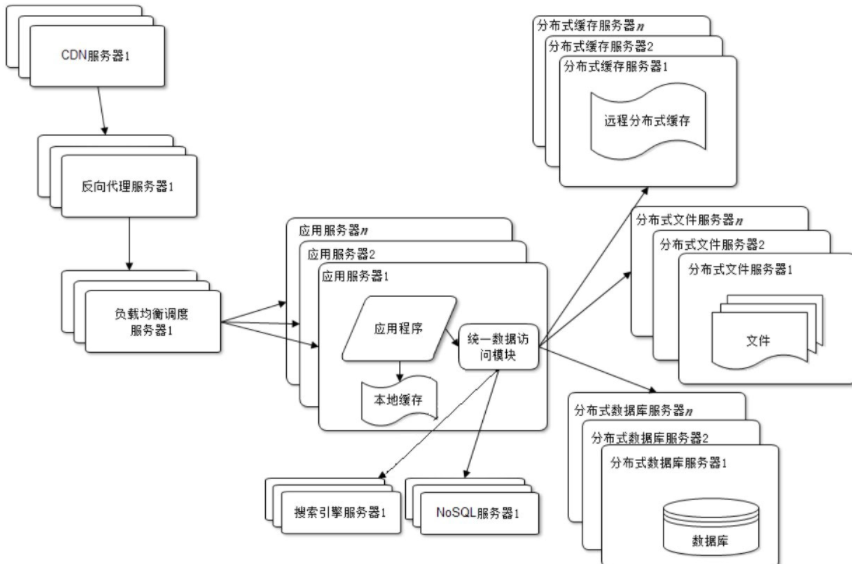 CDN服务器1
反向代理服务器1
负载均衡调度
服务器1
应用服务器n
应用服务器2
应用服务器1
应用程序
统一数据访
问模块
本地缓存
搜索引擎服务器1
NoSQL服务器1
分布式缓存服务器n
分布式缓存服务器2
分布式缓存服务器1
远程分布式缓存
分布式文件服务器n
分布式文件服务器2
分布式文件服务器1
文件
分布式数据库服务器n
分布式数据库服务器2
分布式数据库服务器1
数据库